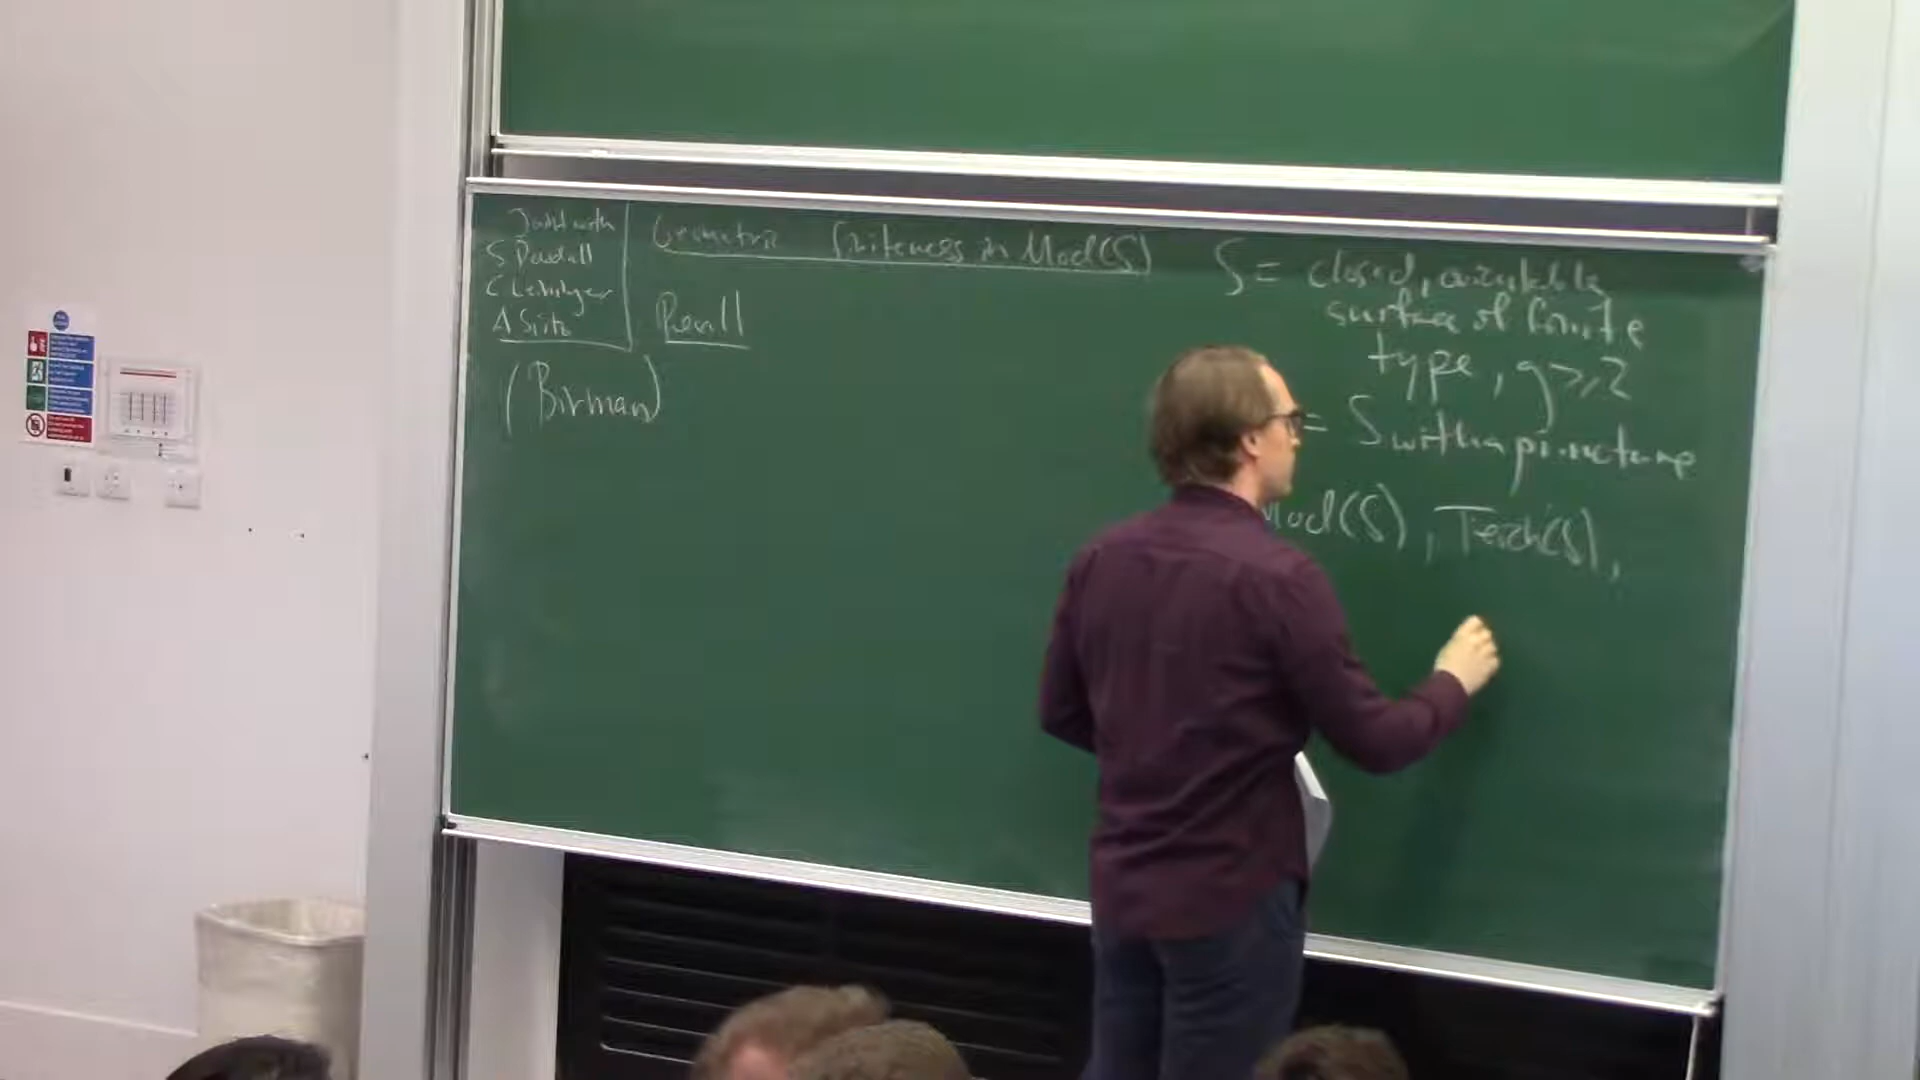 Joint with
S Dowdall
C Leininger
A Sisto
Geometric finiteness in Mod(S)
Recall
(Birman)
S = closed, orientable
surface of finite
type, g ≥ 2
= S with a puncture
Mod(S), Teich(S),